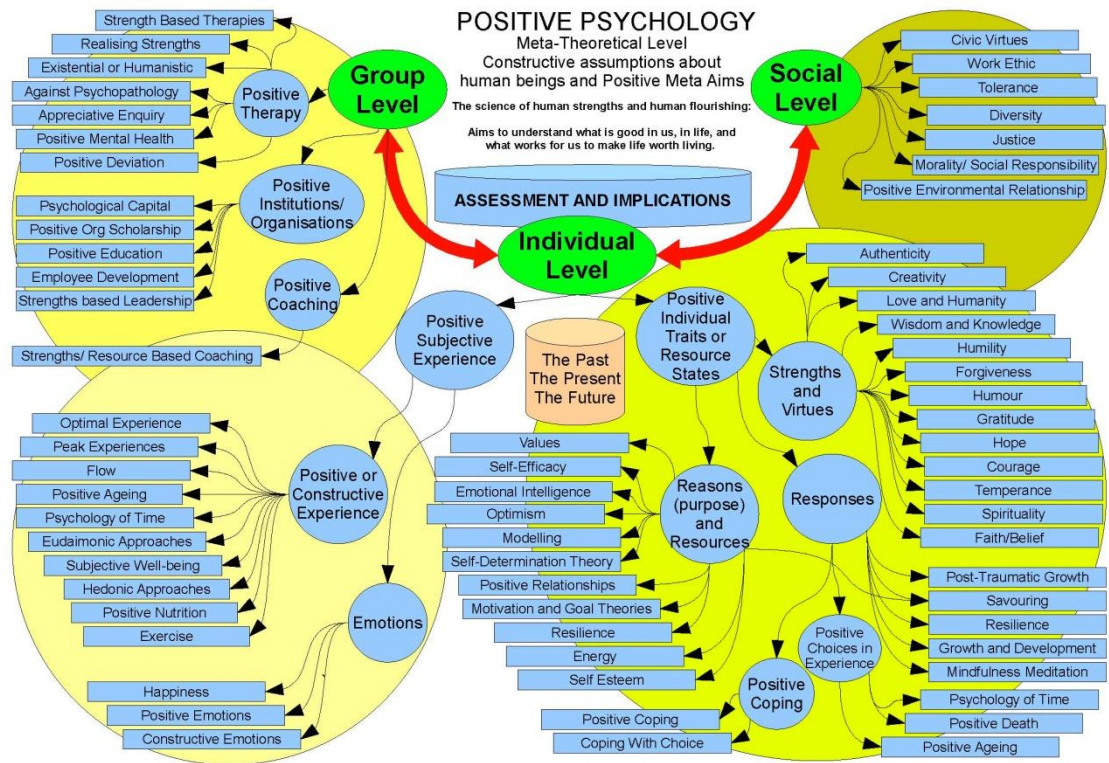 POSITIVE PSYCHOLOGY
Meta-Theoretical Level
Constructive assumptions about
human beings and Positive Meta Aims
The science of human strengths and human flourishing:
Aims to understand what is good in us, in life, and
what works for us to make life worth living.
ASSESSMENT AND IMPLICATIONS
Group
Level
Social
Level
Individual
Level
Strength Based Therapies
Realising Strengths
Existential or Humanistic
Against Psychopathology
Appreciative Enquiry
Positive Mental Health
Positive Deviation
Positive
Therapy
Psychological Capital
Positive Org Scholarship
Positive Education
Employee Development
Strengths based Leadership
Positive
Institutions/
Organisations
Positive
Coaching
Strengths/ Resource Based Coaching
Civic Virtues
Work Ethic
Tolerance
Diversity
Justice
Morality/ Social Responsibility
Positive Environmental Relationship
Positive
Subjective
Experience
Positive
Individual
Traits or
Resource
States
The Past
The Present
The Future
Optimal Experience
Peak Experiences
Flow
Positive Ageing
Psychology of Time
Eudaimonic Approaches
Subjective Well-being
Hedonic Approaches
Positive Nutrition
Exercise
Positive or
Constructive
Experience
Emotions
Happiness
Positive Emotions
Constructive Emotions
Strengths
and
Virtues
Authenticity
Creativity
Love and Humanity
Wisdom and Knowledge
Humility
Forgiveness
Humour
Gratitude
Hope
Courage
Temperance
Spirituality
Faith/Belief
Values
Self-Efficacy
Emotional Intelligence
Optimism
Modelling
Self-Determination Theory
Positive Relationships
Motivation and Goal Theories
Resilience
Energy
Self Esteem
Reasons
(purpose) and
Resources
Responses
Positive
Choices in
Experience
Positive
Coping
Positive Coping
Coping With Choice
Post-Traumatic Growth
Savouring
Resilience
Growth and Development
Mindfulness Meditation
Psychology of Time
Positive Death
Positive Ageing